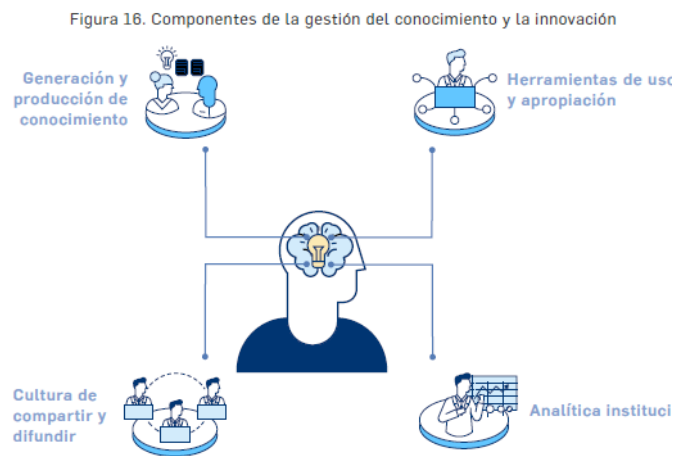 Figura 16. Componentes de la gestión del conocimiento y la innovación
Generación y
producción de
conocimiento
Herramientas de uso
y apropiación
Cultura de
compartir y
difundir
Analítica instituci